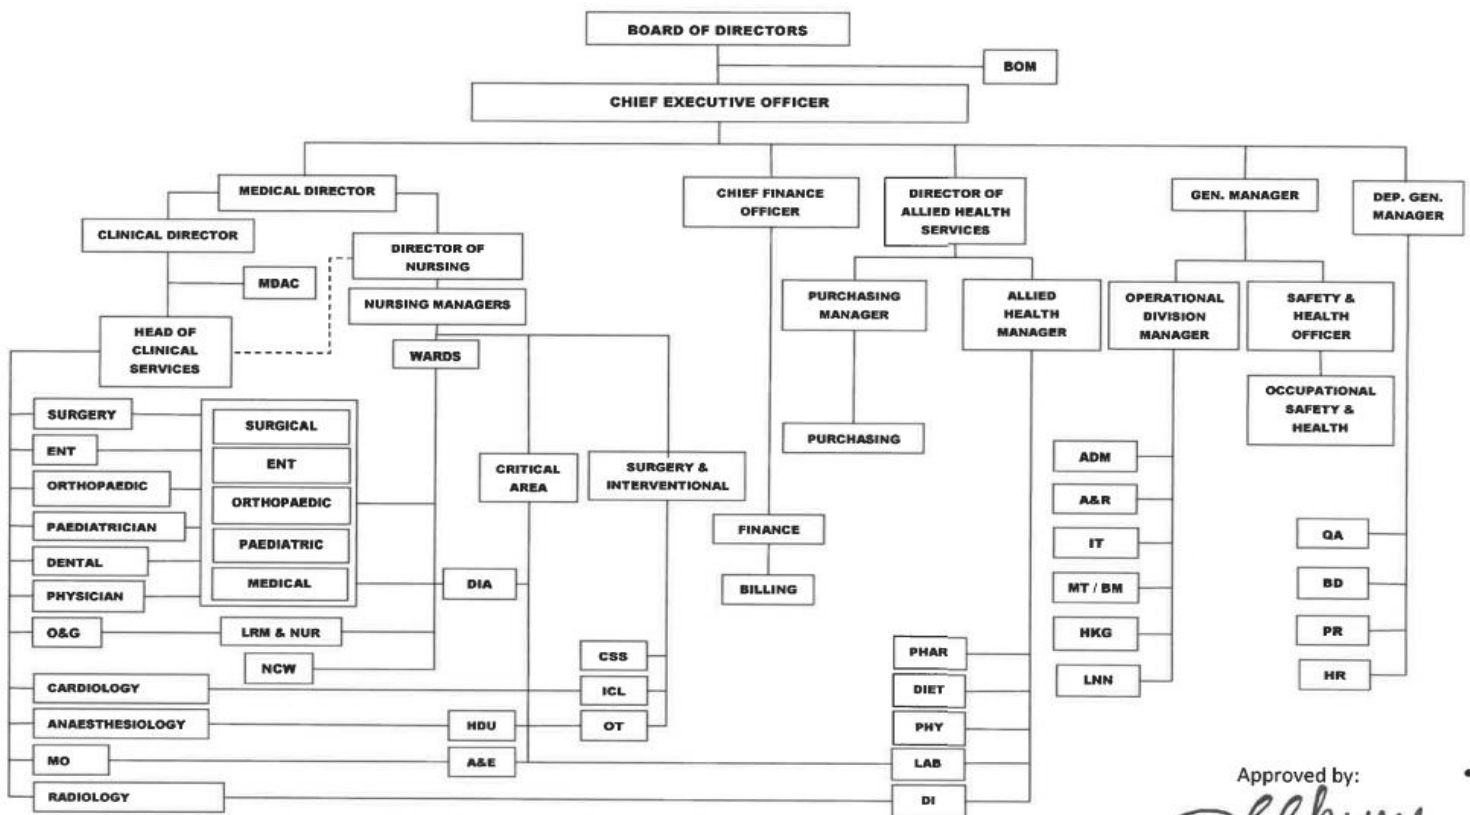 BOARD OF DIRECTORS
BOM
CHIEF EXECUTIVE OFFICER
MEDICAL DIRECTOR
CHIEF FINANCE
OFFICER
DIRECTOR OF
ALLIED HEALTH
SERVICES
GEN. MANAGER
DEP. GEN.
MANAGER
CLINICAL DIRECTOR
DIRECTOR OF
NURSING
MDAC
NURSING MANAGERS
PURCHASING
MANAGER
ALLIED
HEALTH
MANAGER
OPERATIONAL
DIVISION
MANAGER
SAFETY &
HEALTH
OFFICER
HEAD OF
CLINICAL
SERVICES
WARDS
OCCUPATIONAL
SAFETY &
HEALTH
SURGERY
ENT
ORTHOPAEDIC
PAEDIATRICIAN
DENTAL
PHYSICIAN
O&G
CARDIOLOGY
ANAESTHESIOLOGY
MO
RADIOLOGY
SURGICAL
ENT
ORTHOPAEDIC
PAEDIATRIC
MEDICAL
LRM & NUR
NCW
CRITICAL
AREA
DIA
HDU
A&E
SURGERY &
INTERVENTIONAL
CSS
ICL
OT
FINANCE
BILLING
PURCHASING
PHAR
DIET
PHY
LAB
DI
ADM
A&R
IT
MT / BM
HKG
LNN
QA
BD
PR
HR
Approved by: